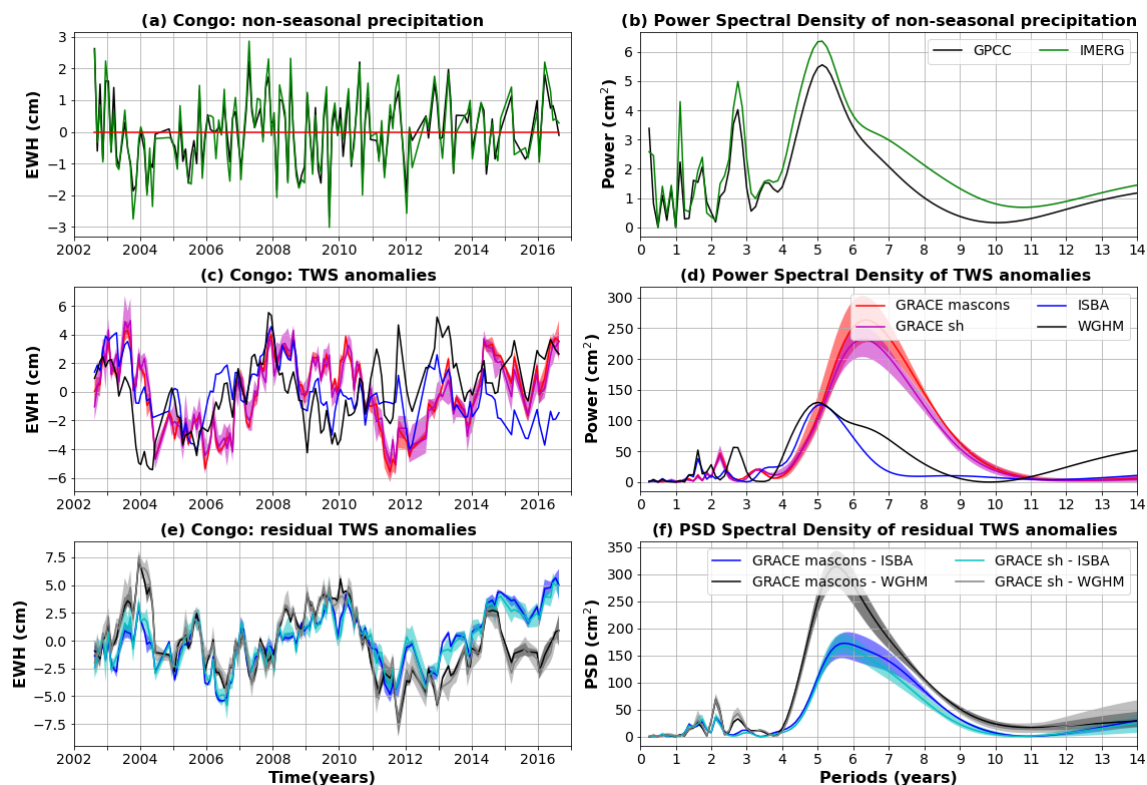 (a) Congo: non-seasonal precipitation
EWH (cm)
3
2
1
0
−1
−2
−3
2002 2004 2006 2008 2010 2012 2014 2016
(b) Power Spectral Density of non-seasonal precipitation
GPCC IMERG
Power (cm²)
6
5
4
3
2
1
0
0 1 2 3 4 5 6 7 8 9 10 11 12 13 14
(c) Congo: TWS anomalies
EWH (cm)
6
4
2
0
−2
−4
−6
2002 2004 2006 2008 2010 2012 2014 2016
(d) Power Spectral Density of TWS anomalies
GRACE mascons ISBA
GRACE sh WGHM
Power (cm²)
300
250
200
150
100
50
0
0 1 2 3 4 5 6 7 8 9 10 11 12 13 14
(e) Congo: residual TWS anomalies
EWH (cm)
7.5
5.0
2.5
0.0
−2.5
−5.0
−7.5
2002 2004 2006 2008 2010 2012 2014 2016
Time(years)
(f) PSD Spectral Density of residual TWS anomalies
GRACE mascons - ISBA GRACE sh - ISBA
GRACE mascons - WGHM GRACE sh - WGHM
PSD (cm²)
350
300
250
200
150
100
50
0
0 1 2 3 4 5 6 7 8 9 10 11 12 13 14
Periods (years)